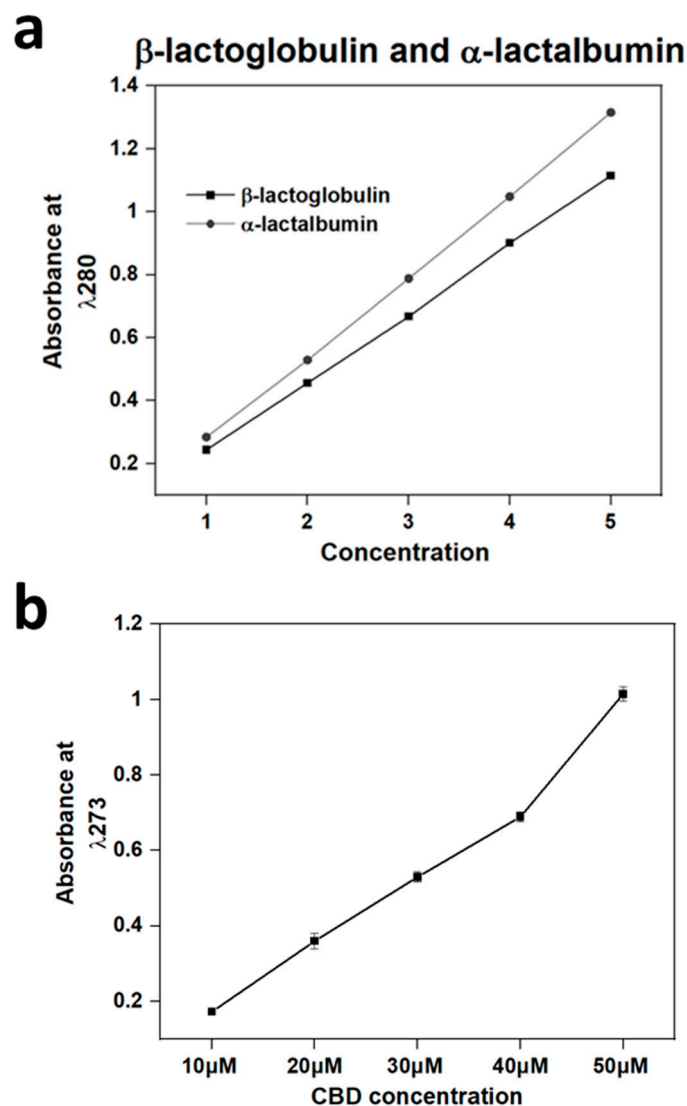 a
β-lactoglobulin and α-lactalbumin
1.4
1.2
1
0.8
0.6
0.4
0.2
Absorbance at
λ280
β-lactoglobulin
α-lactalbumin
1 2 3 4 5
Concentration
b
1.2
1
0.8
0.6
0.4
0.2
Absorbance at
λ273
10μM 20μM 30μM 40μM 50μM
CBD concentration